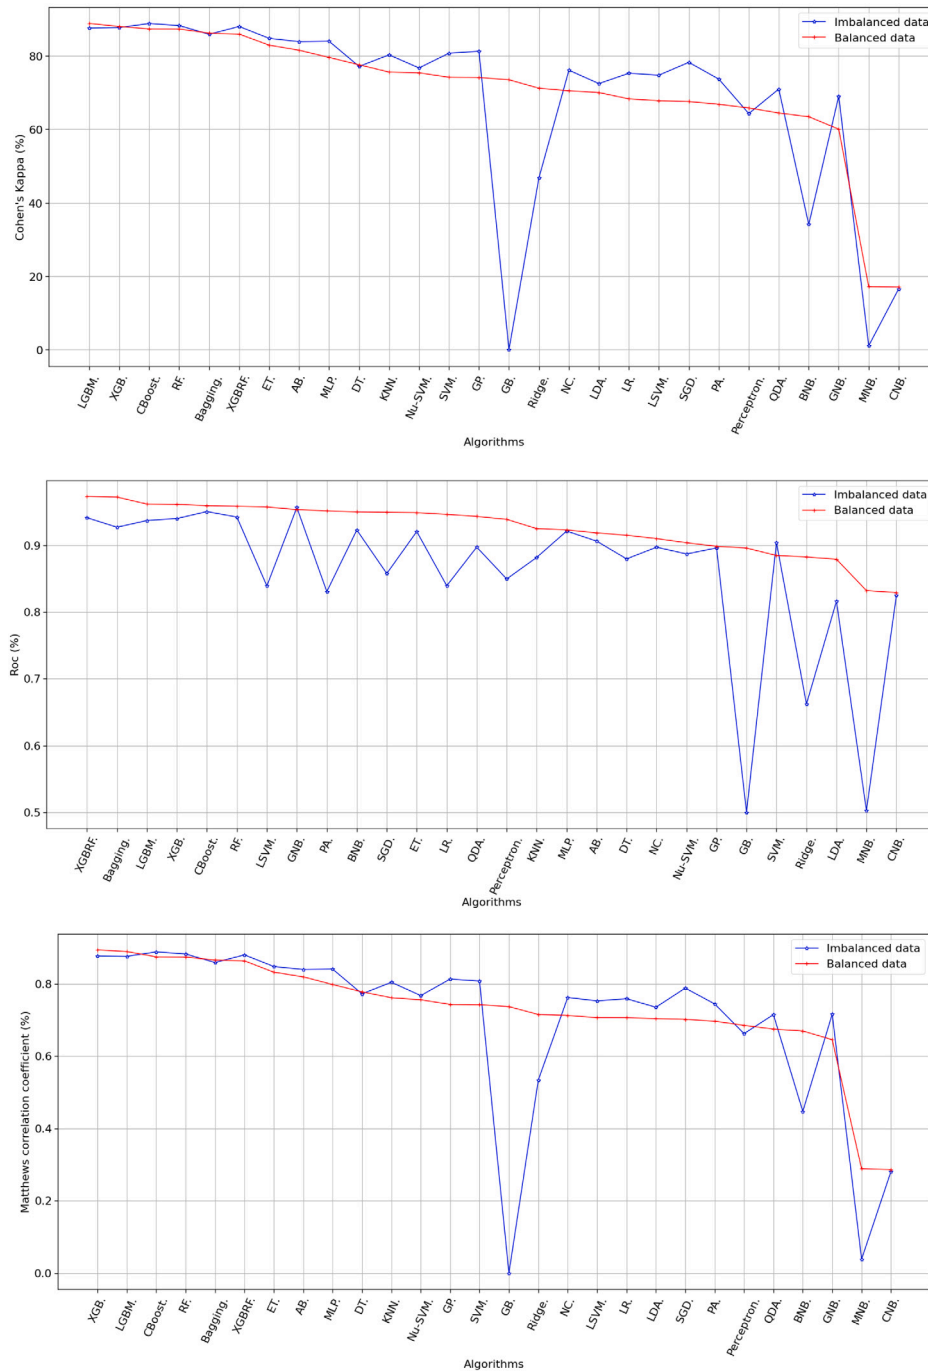 Imbalanced data
Balanced data
80
60
40
20
0
Cohen's Kappa (%)
LGBM. XGB. CBoost. RF. Bagging. XGBRF. ET. AB. MLP. DT. KNN. Nu-SVM. SVM. GP. GB. Ridge. NC. LDA. LR. LSVM. SGD. PA. Perceptron. QDA. BNB. GNB. MNB. CNB.
Algorithms
Imbalanced data
Balanced data
0.9
0.8
0.7
0.6
0.5
Roc (%)
XGBRF. Bagging. LGBM. XGB. CBoost. RF. LSVM. GNB. PA. BNB. SGD. ET. LR. QDA. Perceptron. KNN. MLP. AB. DT. NC. Nu-SVM. GP. GB. SVM. Ridge. LDA. MNB. CNB.
Algorithms
Imbalanced data
Balanced data
0.8
0.6
0.4
0.2
0.0
Matthews correlation coefficient (%)
XGB. LGBM. CBoost. RF. Bagging. XGBRF. ET. AB. MLP. DT. KNN. Nu-SVM. GP. SVM. GB. Ridge. NC. LSVM. LR. LDA. SGD. PA. Perceptron. QDA. BNB. GNB. MNB. CNB.
Algorithms